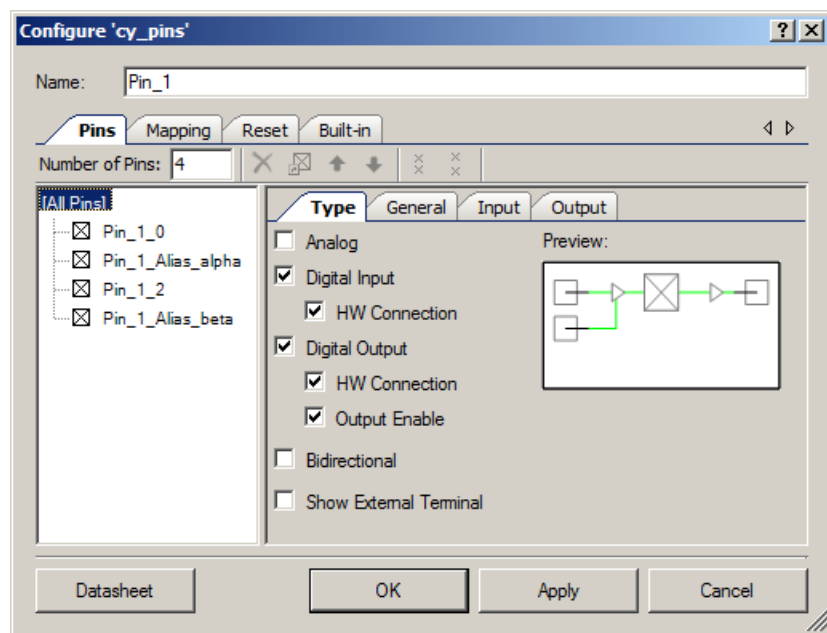 Configure 'cy_pins'
Name: Pin_1
Pins Mapping Reset Built-in
Number of Pins: 4
[All Pins]
Pin_1_0
Pin_1_Alias_alpha
Pin_1_2
Pin_1_Alias_beta
Type General Input Output
Analog
Preview:
Digital Input
HW Connection
Digital Output
HW Connection
Output Enable
Bidirectional
Show External Terminal
Datasheet OK Apply Cancel